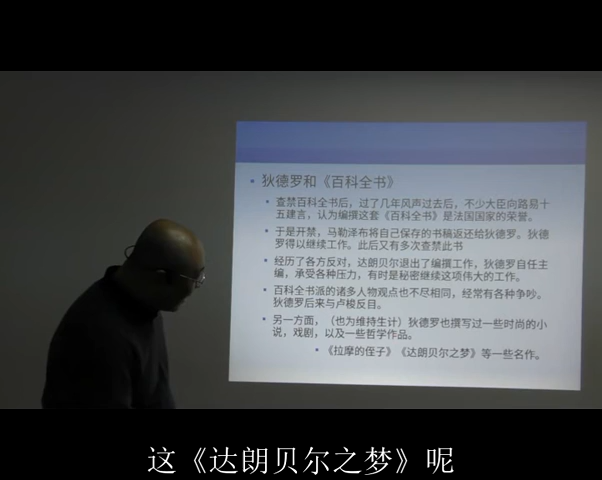 • 狄德罗和《百科全书》
• 查禁百科全书后，过了几年风声过去后，不少大臣向路易十
五建言，认为编撰这套《百科全书》是法国国家的荣誉。
• 于是开禁，马勒泽布将自己保存的书稿返还给狄德罗。狄德
罗得以继续工作。此后又有多次查禁此书
• 经历了各方反对，达朗贝尔退出了编撰工作，狄德罗自任主
编，承受各种压力，有时是秘密继续这项伟大的工作。
• 百科全书派的诸多人物观点也不尽相同，经常有各种争吵。
狄德罗后来与卢梭反目。
• 另一方面，（也为维持生计）狄德罗也撰写过一些时尚的小
说，戏剧，以及一些哲学作品。
• 《拉摩的侄子》《达朗贝尔之梦》等一些名作。
这《达朗贝尔之梦》呢